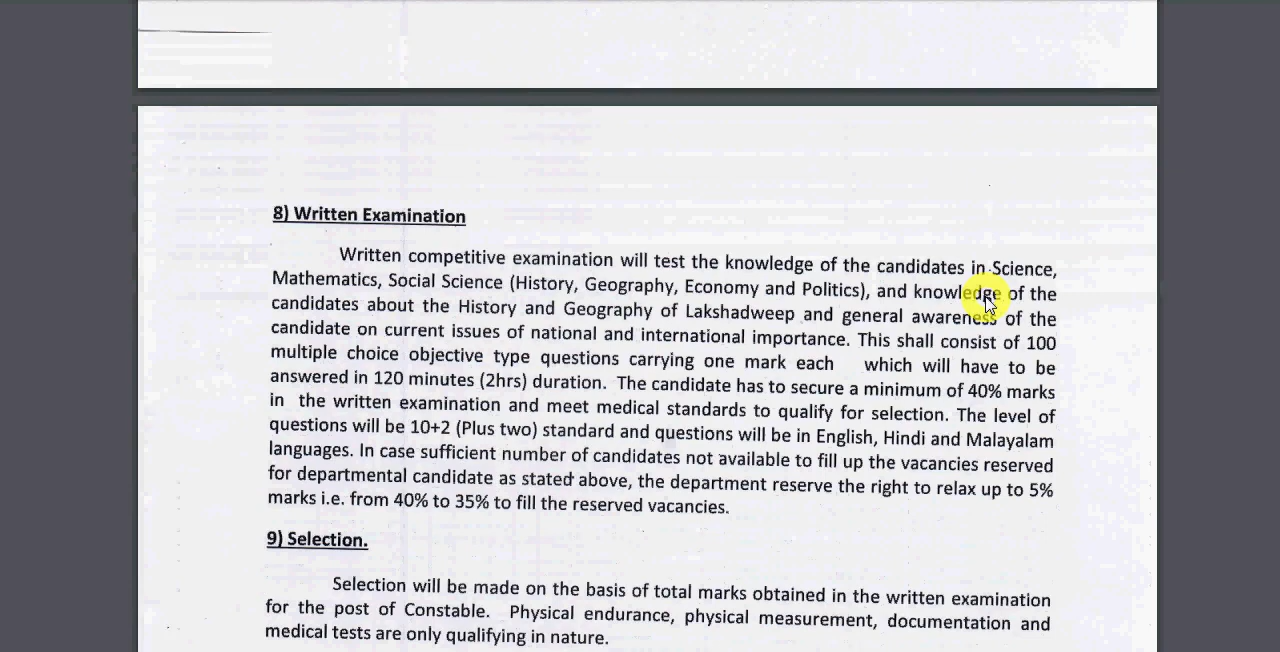 8) Written Examination
Written competitive examination will test the knowledge of the candidates in Science,
Mathematics, Social Science (History, Geography, Economy and Politics), and knowledge of the
candidates about the History and Geography of Lakshadweep and general awareness of the
candidate on current issues of national and international importance. This shall consist of 100
multiple choice objective type questions carrying one mark each which will have to be
answered in 120 minutes (2hrs) duration. The candidate has to secure a minimum of 40% marks
in the written examination and meet medical standards to qualify for selection. The level of
questions will be 10+2 (Plus two) standard and questions will be in English, Hindi and Malayalam
languages. In case sufficient number of candidates not available to fill up the vacancies reserved
for departmental candidate as stated above, the department reserve the right to relax up to 5%
marks i.e. from 40% to 35% to fill the reserved vacancies.
9) Selection.
Selection will be made on the basis of total marks obtained in the written examination
for the post of Constable. Physical endurance, physical measurement, documentation and
medical tests are only qualifying in nature.